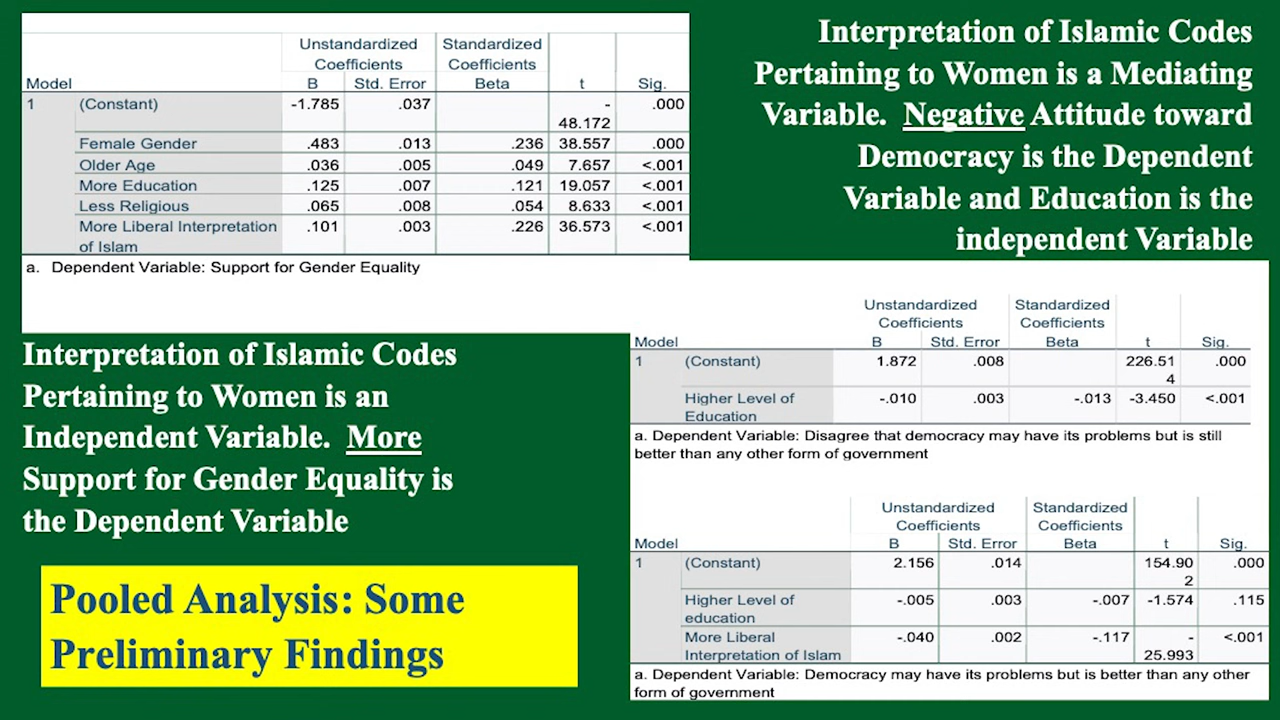 Unstandardized Coefficients Standardized Coefficients
Model B Std. Error Beta t Sig.
1 (Constant) -1.785 .037 -48.172 .000
Female Gender .483 .013 .236 38.557 .000
Older Age .036 .005 .049 7.657 <.001
More Education .125 .007 .121 19.057 <.001
Less Religious .065 .008 .054 8.633 <.001
More Liberal Interpretation of Islam .101 .003 .226 36.573 <.001
a. Dependent Variable: Support for Gender Equality
Interpretation of Islamic Codes
Pertaining to Women is a Mediating
Variable. Negative Attitude toward
Democracy is the Dependent
Variable and Education is the
independent Variable
Interpretation of Islamic Codes
Pertaining to Women is an
Independent Variable. More
Support for Gender Equality is
the Dependent Variable
Pooled Analysis: Some
Preliminary Findings
Unstandardized Coefficients Standardized Coefficients
Model B Std. Error Beta t Sig.
1 (Constant) 1.872 .008 226.514 .000
Higher Level of Education -.010 .003 -.013 -3.450 <.001
a. Dependent Variable: Disagree that democracy may have its problems but is still
better than any other form of government
Unstandardized Coefficients Standardized Coefficients
Model B Std. Error Beta t Sig.
1 (Constant) 2.156 .014 154.902 .000
Higher Level of education -.005 .003 -.007 -1.574 .115
More Liberal Interpretation of Islam -.040 .002 -.117 -25.993 <.001
a. Dependent Variable: Democracy may have its problems but is better than any other
form of government